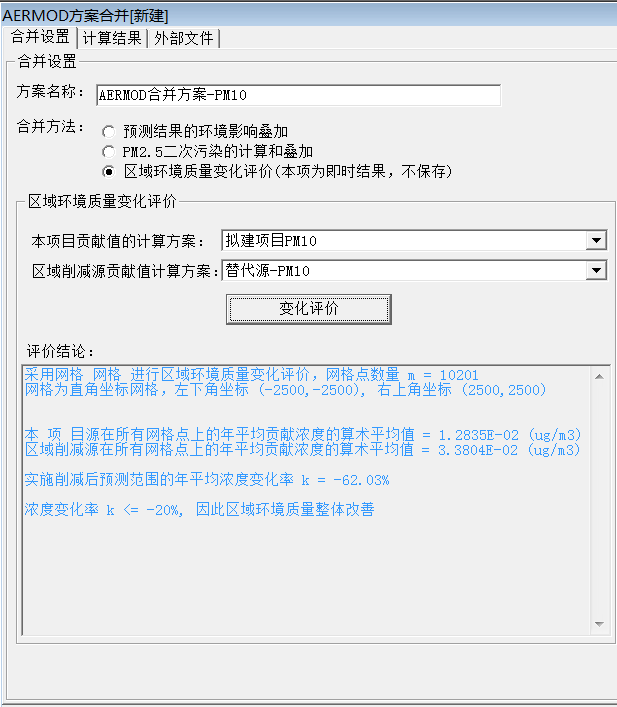 AERMOD方案合并[新建]
合并设置 计算结果 外部文件
合并设置
方案名称： AERMOD合并方案-PM10
合并方法： 预测结果的环境影响叠加
PM2.5二次污染的计算和叠加
区域环境质量变化评价(本项为即时结果，不保存)
区域环境质量变化评价
本项目贡献值的计算方案： 拟建项目PM10
区域削减源贡献值计算方案： 替代源-PM10
变化评价
评价结论：
采用网格 网格 进行区域环境质量变化评价，网格点数量 m = 10201
网格为直角坐标网格，左下角坐标 (-2500,-2500)， 右上角坐标 (2500,2500)
本 项 目源在所有网格点上的年平均贡献浓度的算术平均值 = 1.2835E-02 (ug/m3)
区域削减源在所有网格点上的年平均贡献浓度的算术平均值 = 3.3804E-02 (ug/m3)
实施削减后预测范围的年平均浓度变化率 k = -62.03%
浓度变化率 k <= -20%， 因此区域环境质量整体改善